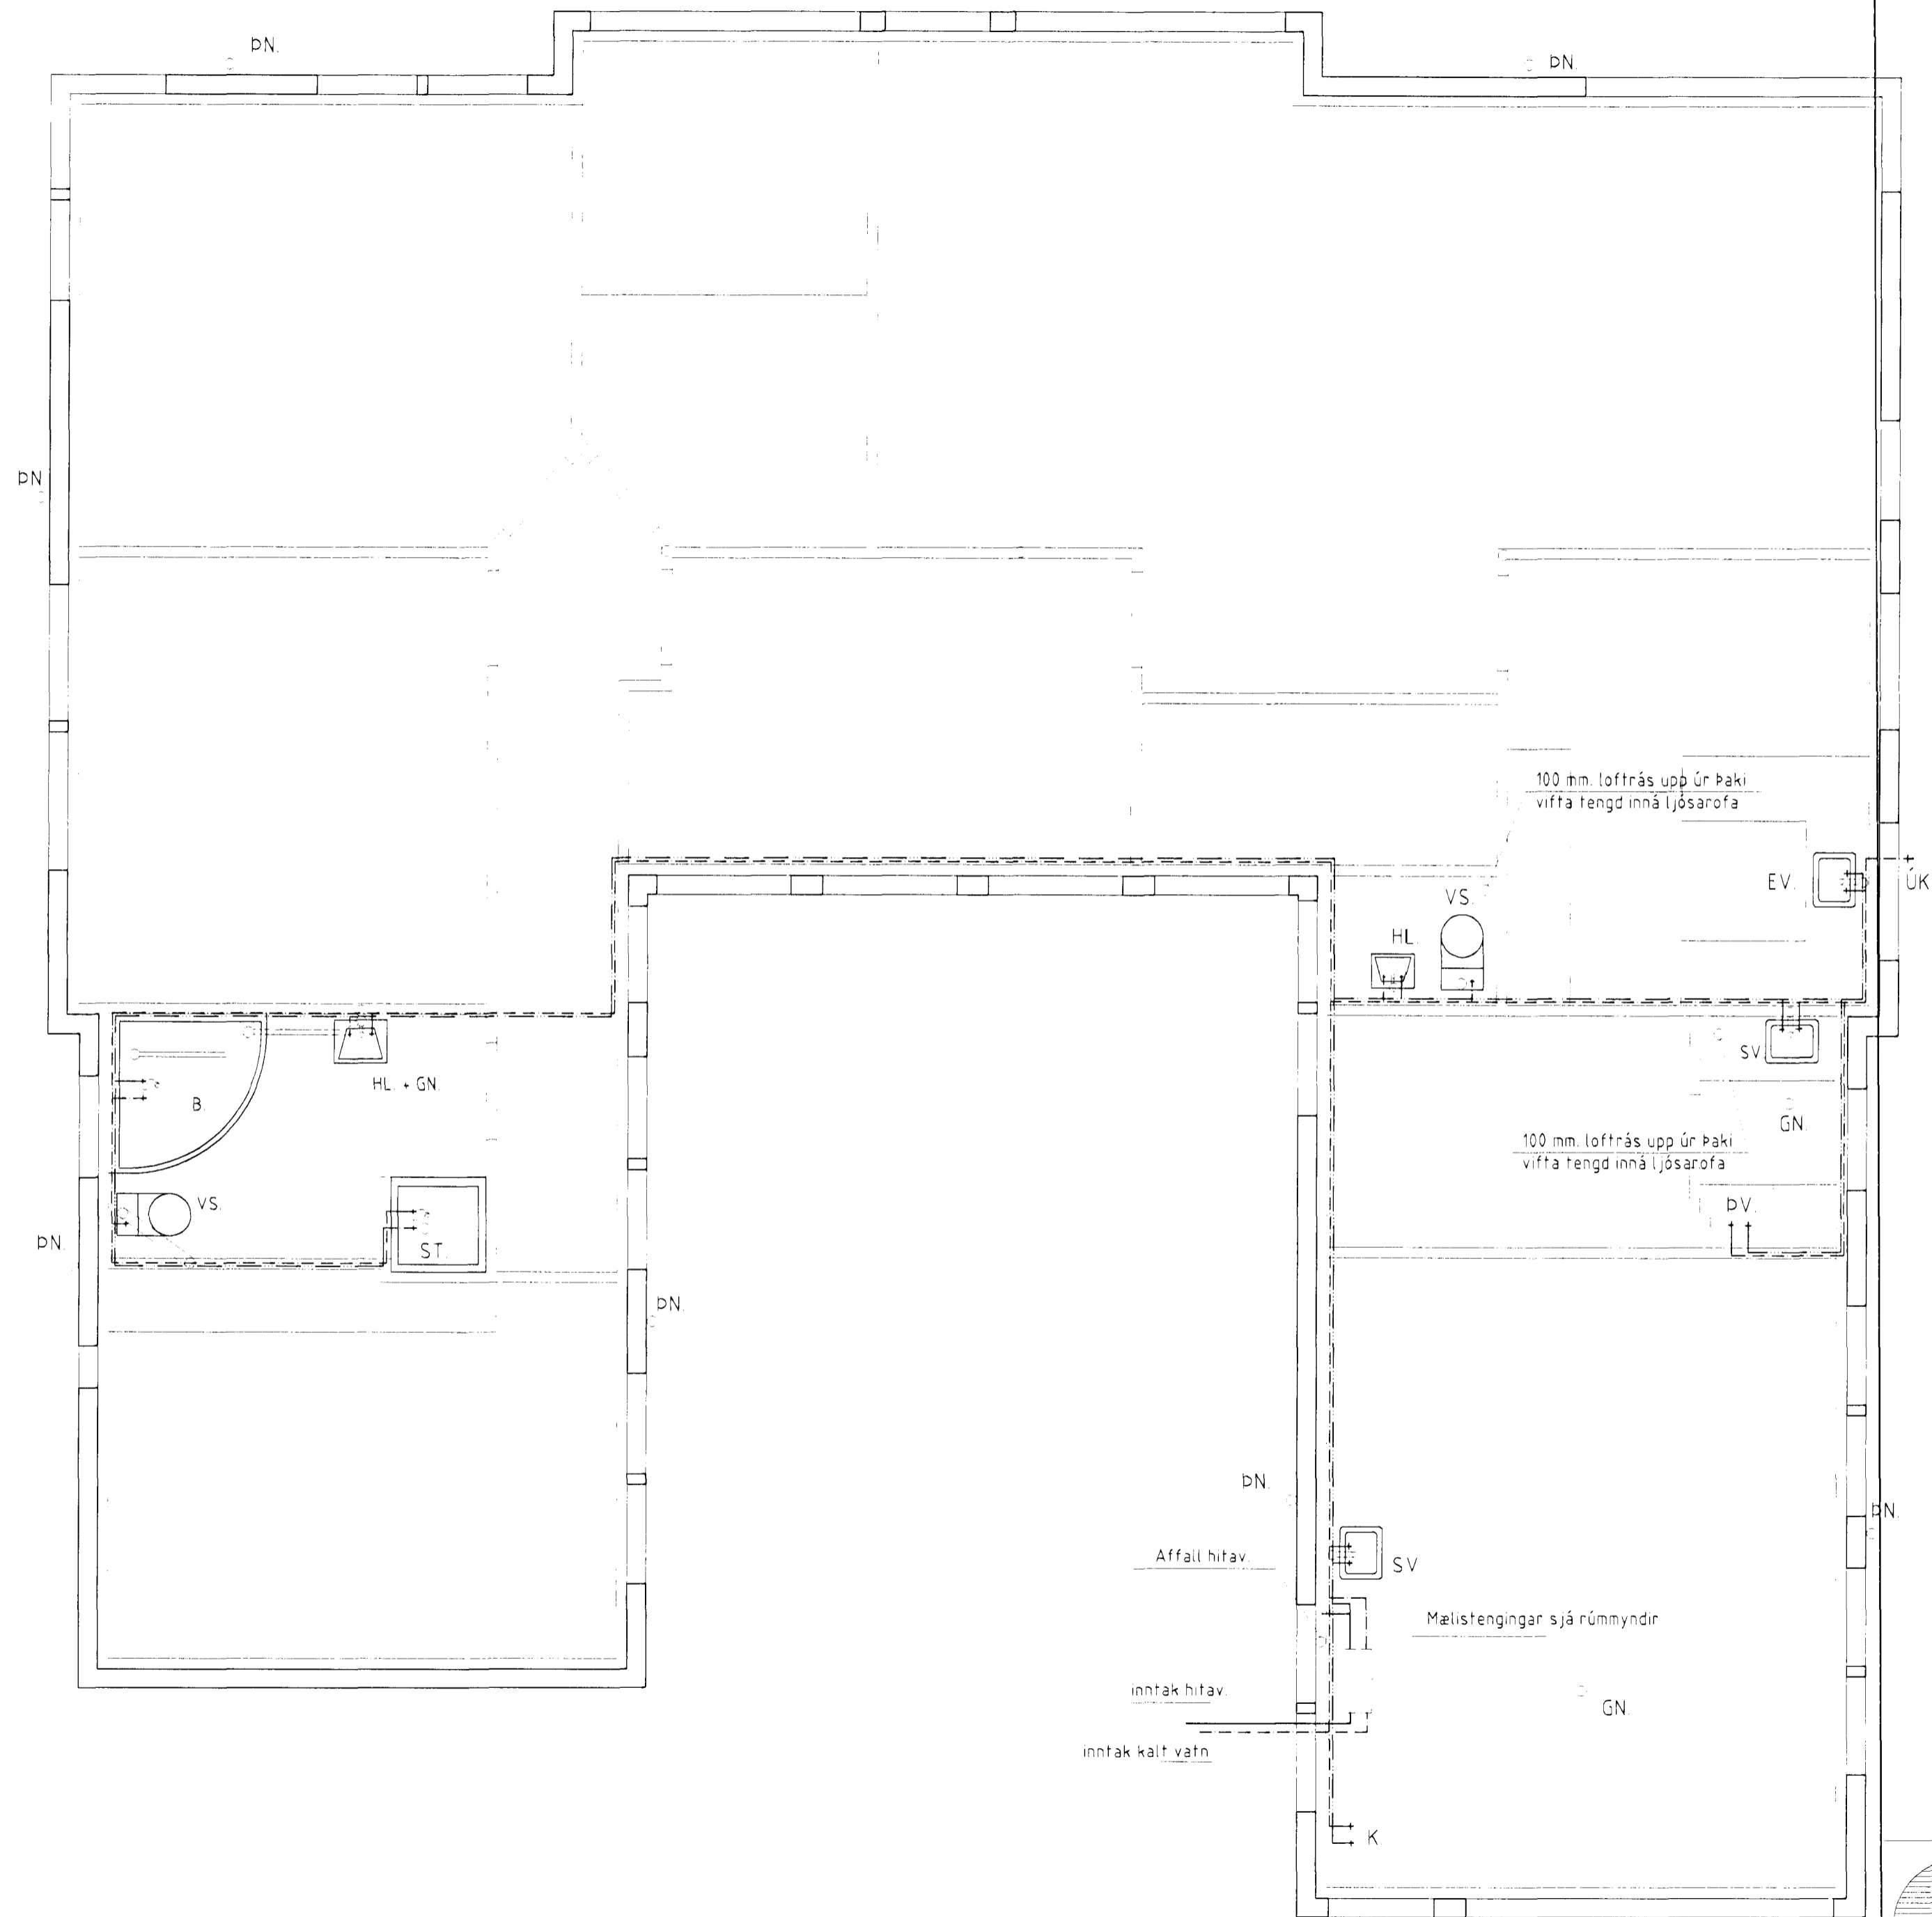 ÞN.
ÞN.
ÞN
100 mm. loftrás upp úr þaki
vifta tengd inná ljósarofa
EV.
ÚK
VS.
HL.
SV.
HL. + GN.
B.
GN.
100 mm. loftrás upp úr þaki
vifta tengd inná ljósarofa
VS.
ÞV.
ÞN.
ST.
ÞN.
ÞN.
ÞN.
Affall hitav.
SV
Mælistengingar sjá rúmmyndir
inntak hitav.
GN.
inntak kalt vatn
K.